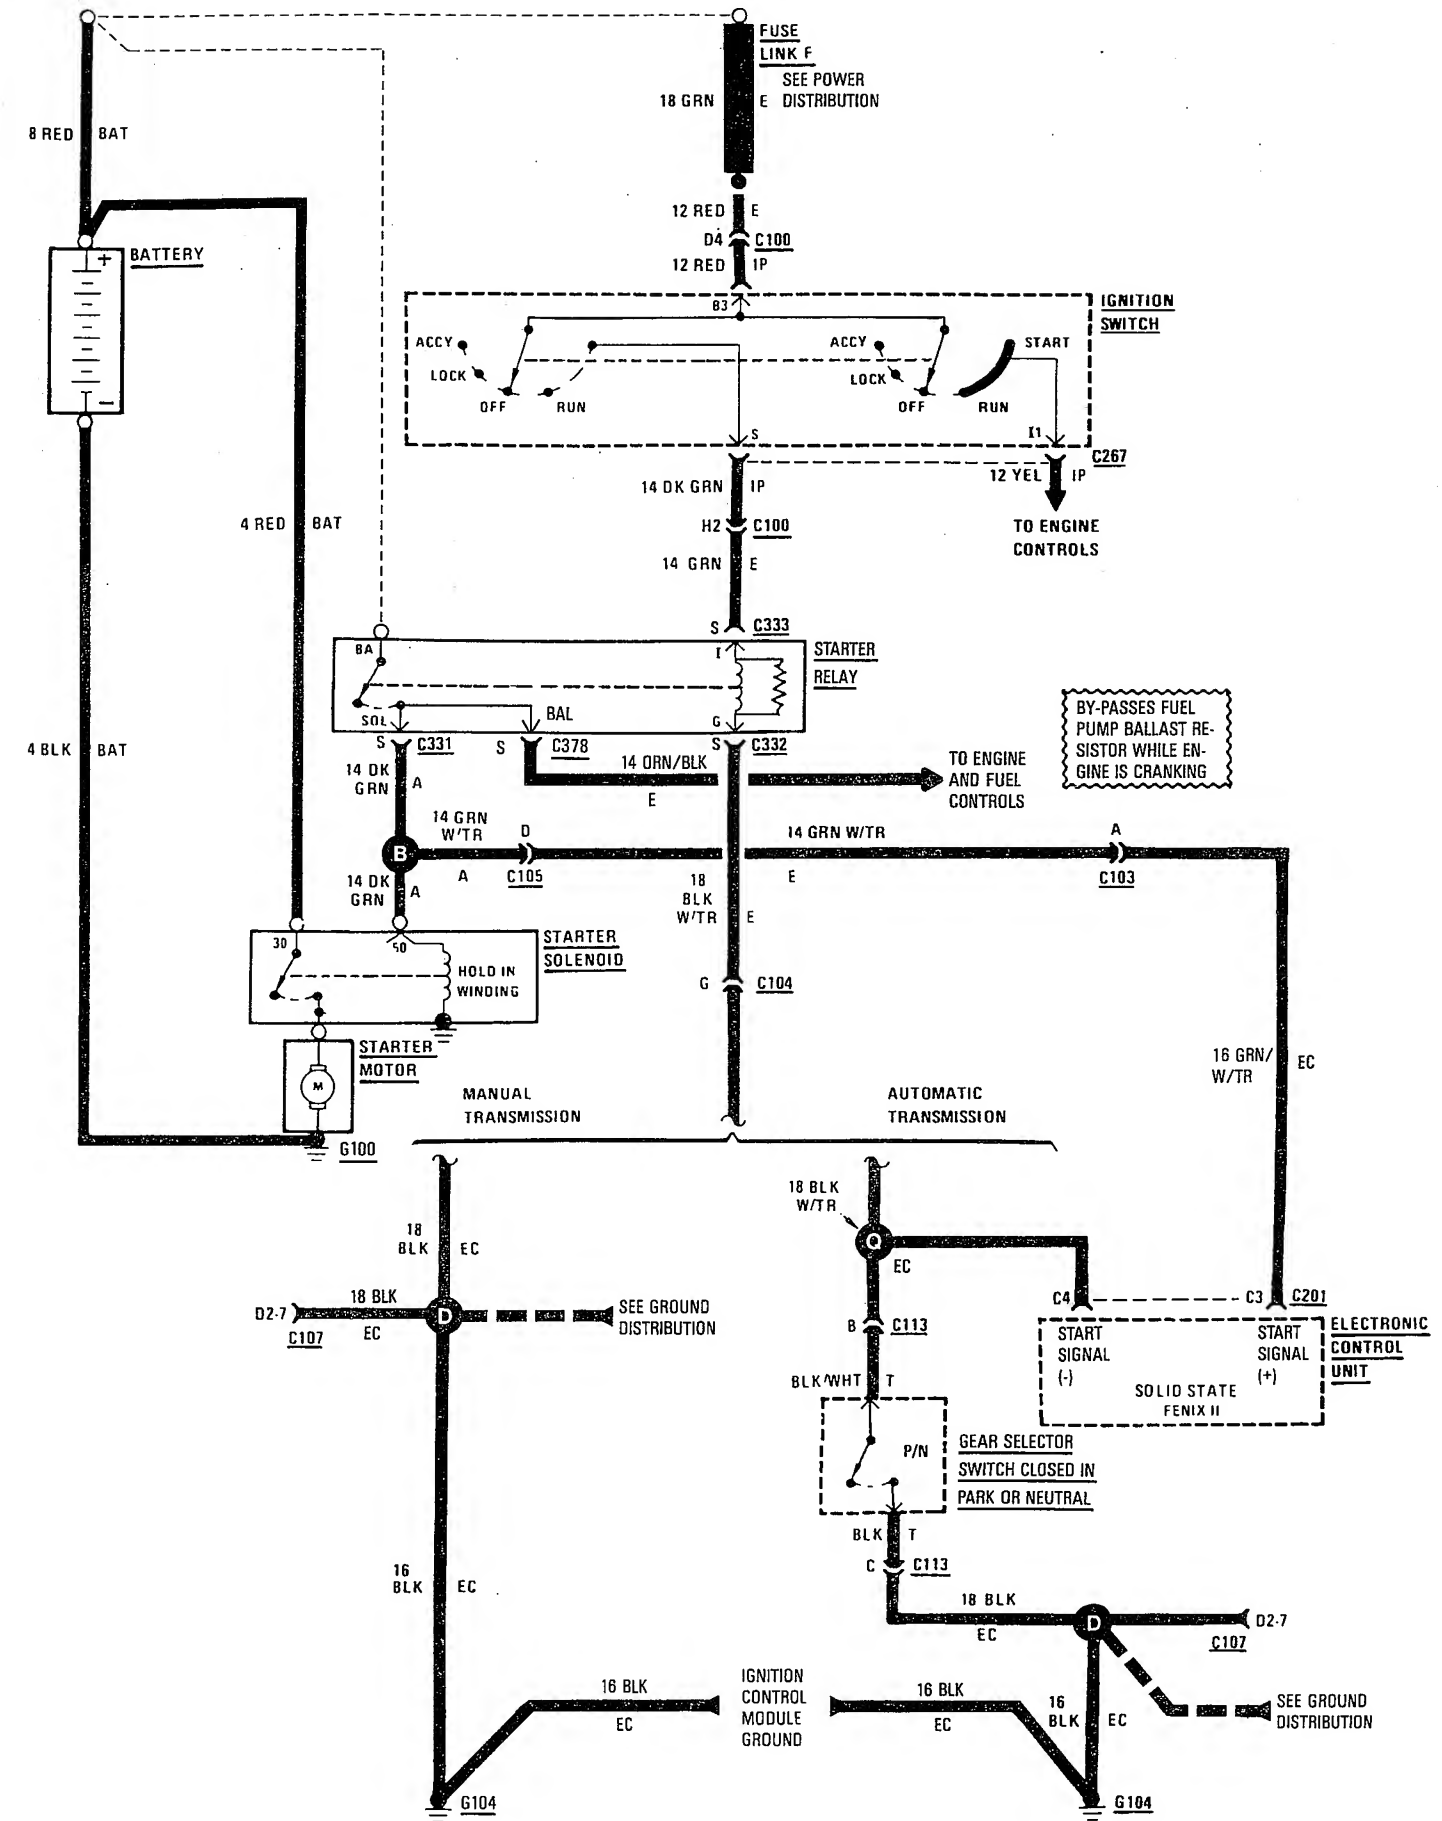 FUSE
LINK F
SEE POWER
DISTRIBUTION
18 GRN
E
8 RED
BAT
12 RED
E
D4
C100
12 RED
IP
BATTERY
+
−
B3
IGNITION
SWITCH
ACCY
LOCK
OFF
RUN
ACCY
LOCK
OFF
RUN
START
S
I1
C267
14 DK GRN
IP
12 YEL
IP
4 RED
BAT
H2
C100
TO ENGINE
CONTROLS
14 GRN
E
S
C333
BA
I
STARTER
RELAY
SOL
BAL
G
BY-PASSES FUEL
PUMP BALLAST RE-
SISTOR WHILE EN-
GINE IS CRANKING
4 BLK
BAT
S
C331
S
C378
S
C332
14 DK
GRN
A
14 ORN/BLK
E
TO ENGINE
AND FUEL
CONTROLS
14 GRN
W/TR
D
14 GRN W/TR
A
B
A
C105
E
C103
14 DK
GRN
A
18
BLK
W/TR
E
30
50
STARTER
SOLENOID
HOLD IN
WINDING
G
C104
STARTER
MOTOR
M
G100
16 GRN/
W/TR
EC
MANUAL
TRANSMISSION
AUTOMATIC
TRANSMISSION
18 BLK
W/TR
Q
EC
18
BLK
EC
D2-7
C107
18 BLK
EC
D
SEE GROUND
DISTRIBUTION
C4
C3
C201
B
C113
START
SIGNAL
(-)
START
SIGNAL
(+)
SOLID STATE
FENIX II
ELECTRONIC
CONTROL
UNIT
BLK/WHT
T
P/N
GEAR SELECTOR
SWITCH CLOSED IN
PARK OR NEUTRAL
BLK
T
C
C113
16
BLK
EC
18 BLK
EC
D
D2-7
C107
16 BLK
EC
IGNITION
CONTROL
MODULE
GROUND
16 BLK
EC
16
BLK
EC
SEE GROUND
DISTRIBUTION
G104
G104